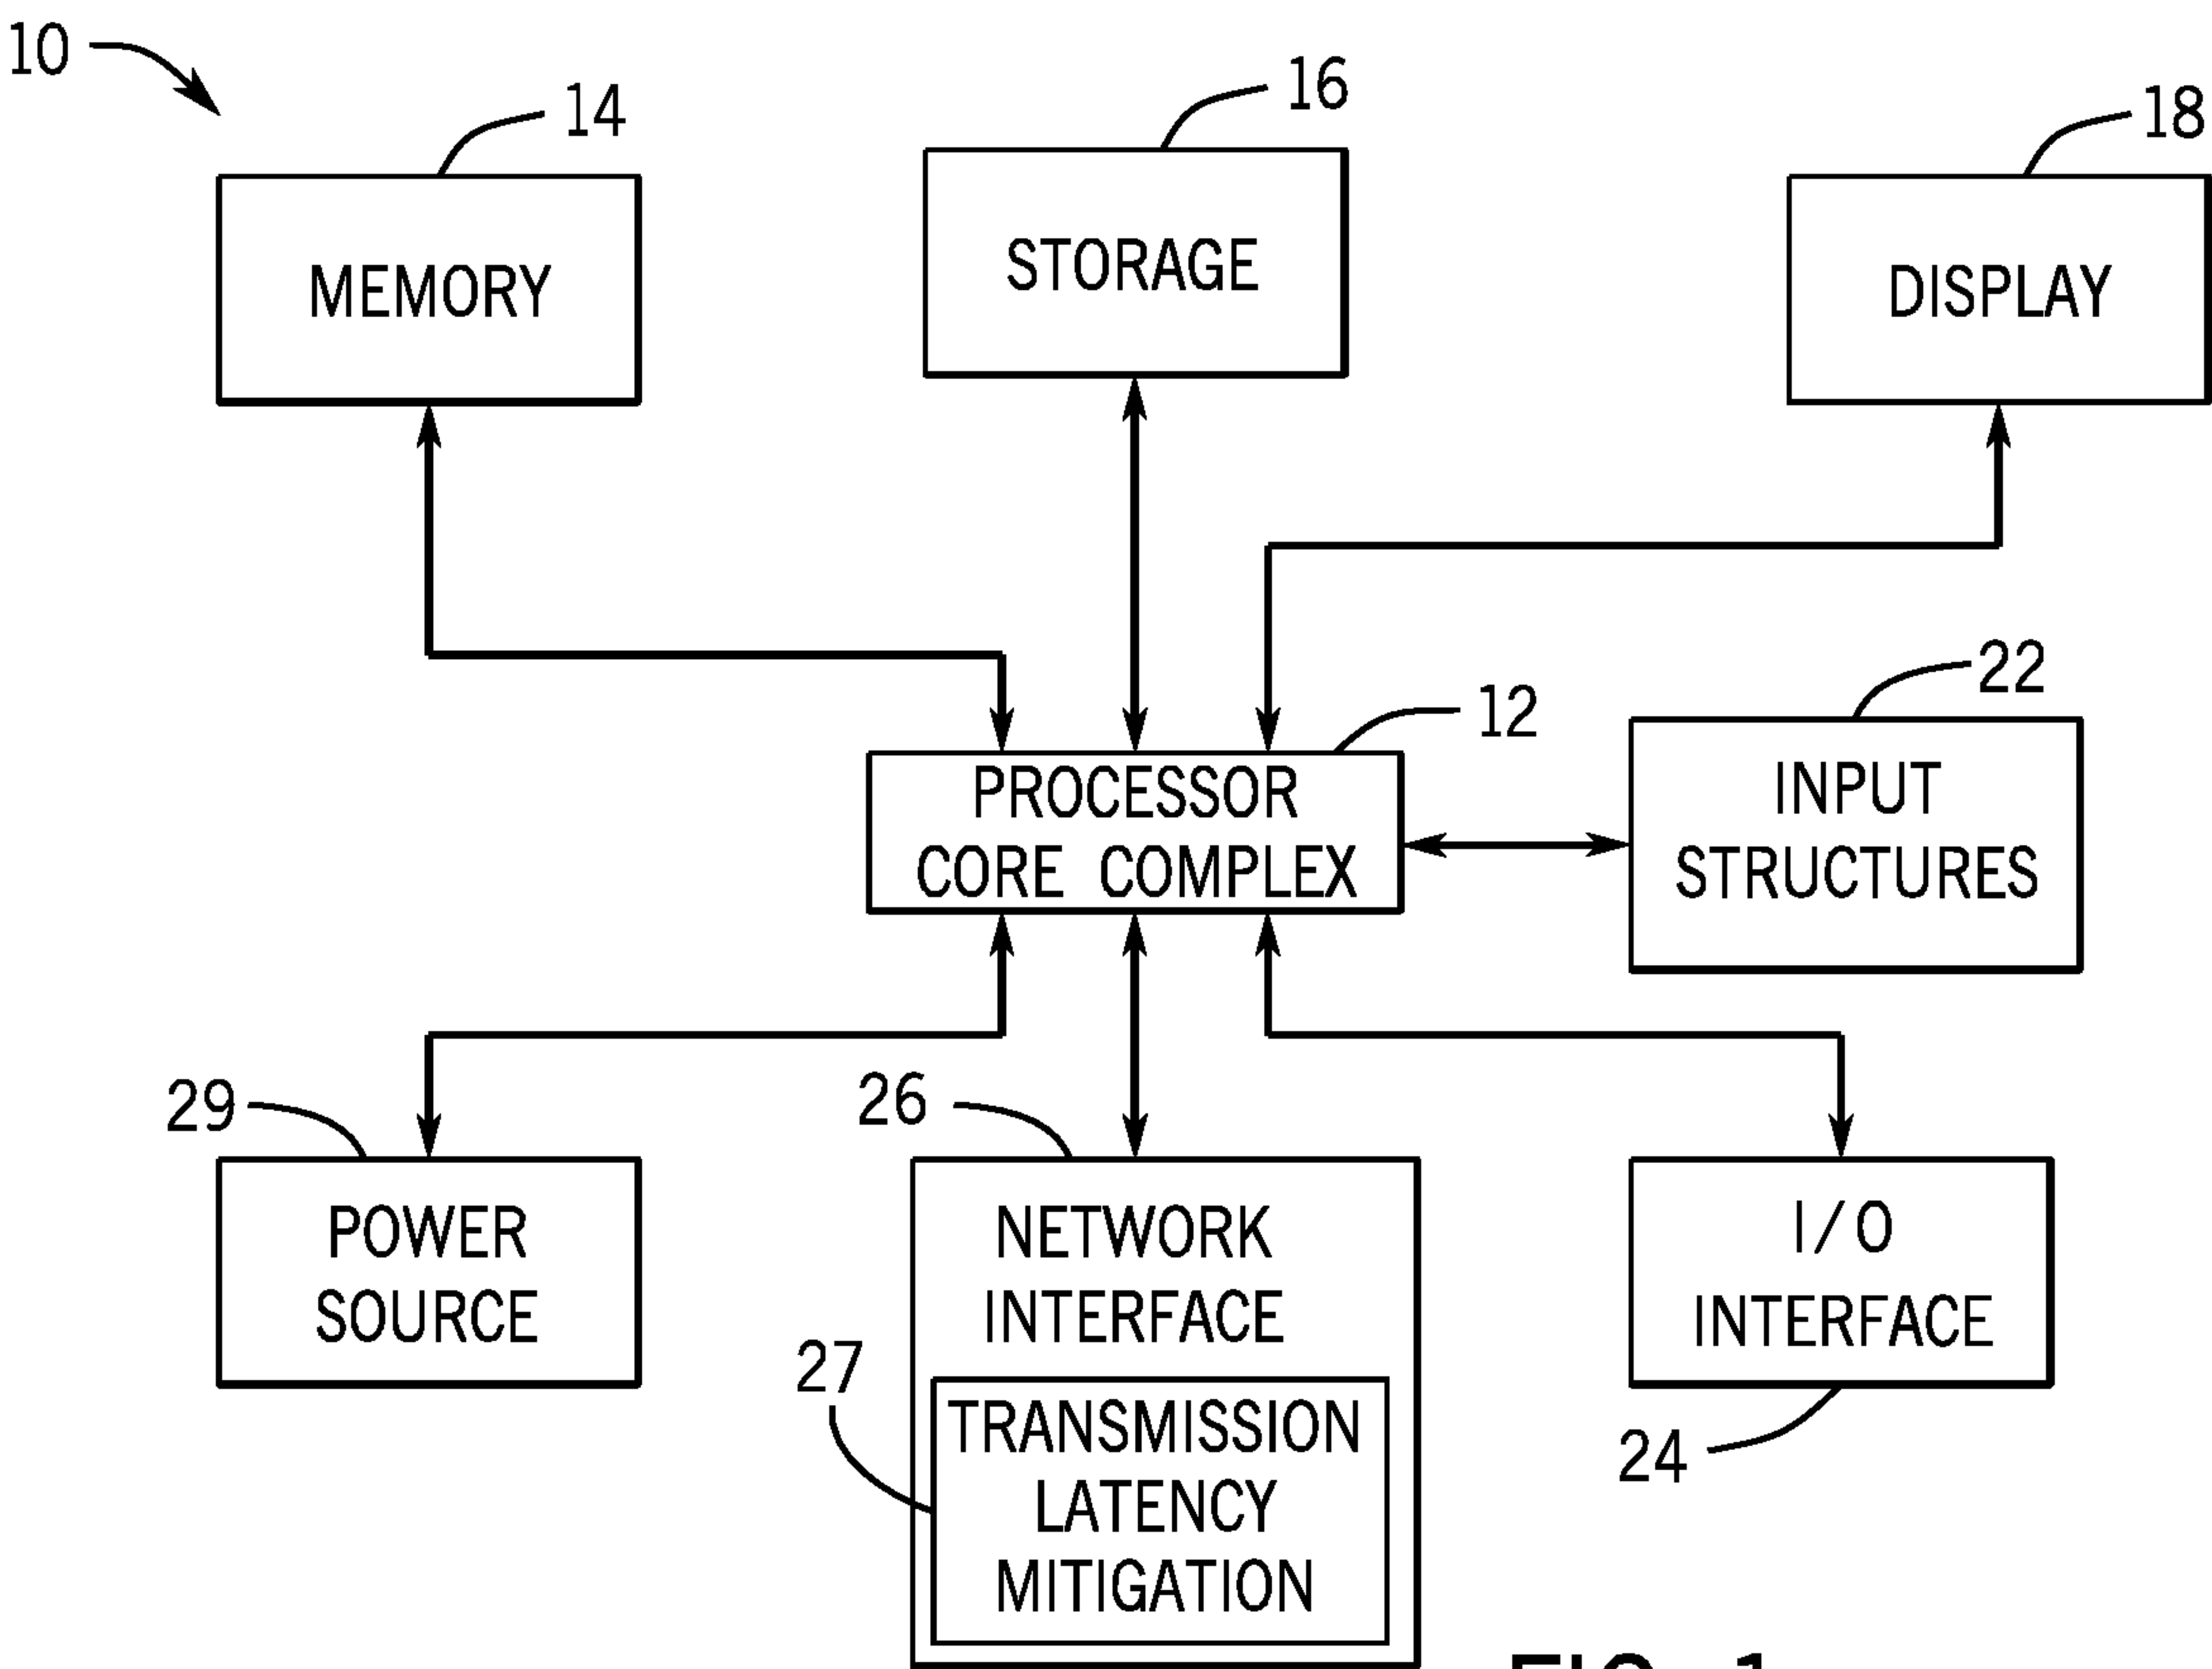 10
14
16
18
MEMORY
STORAGE
DISPLAY
12
22
PROCESSOR
CORE COMPLEX
INPUT
STRUCTURES
29
26
POWER
SOURCE
NETWORK
INTERFACE
I/O
INTERFACE
27
TRANSMISSION
LATENCY
MITIGATION
24